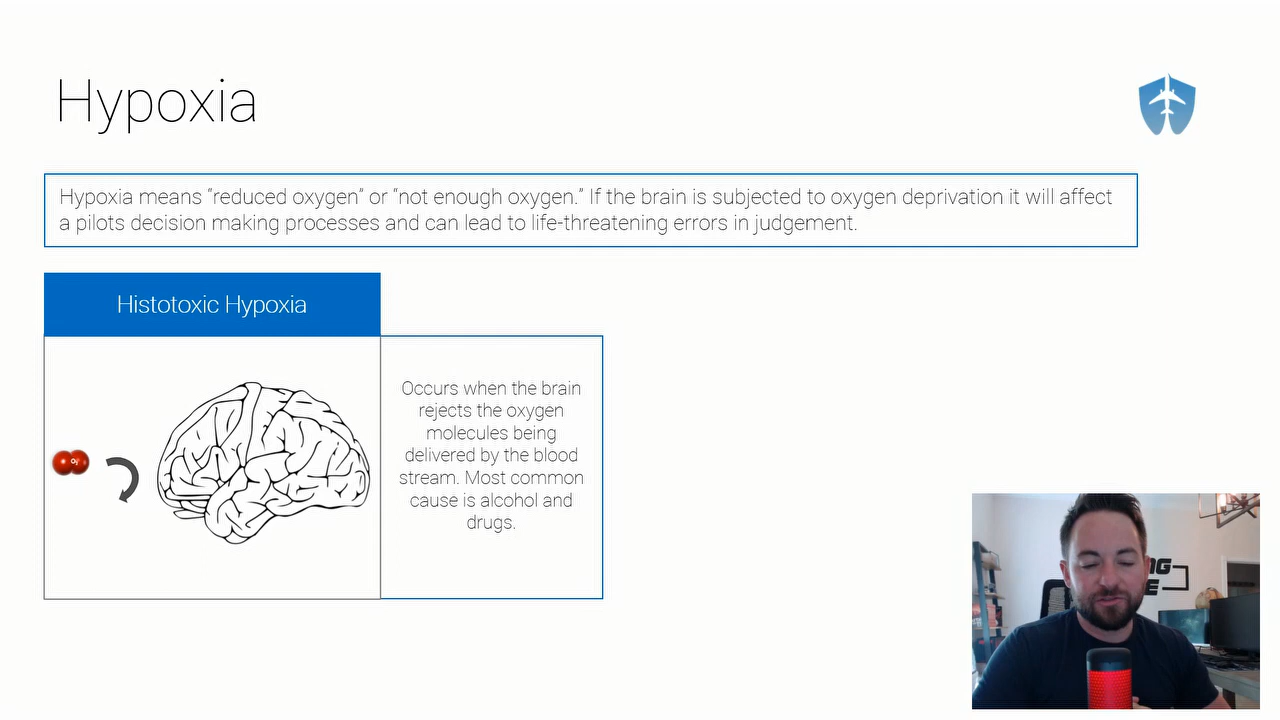 Hypoxia
Hypoxia means “reduced oxygen” or “not enough oxygen.” If the brain is subjected to oxygen deprivation it will affect
a pilots decision making processes and can lead to life-threatening errors in judgement.
Histotoxic Hypoxia
Occurs when the brain
rejects the oxygen
molecules being
delivered by the blood
stream. Most common
cause is alcohol and
drugs.